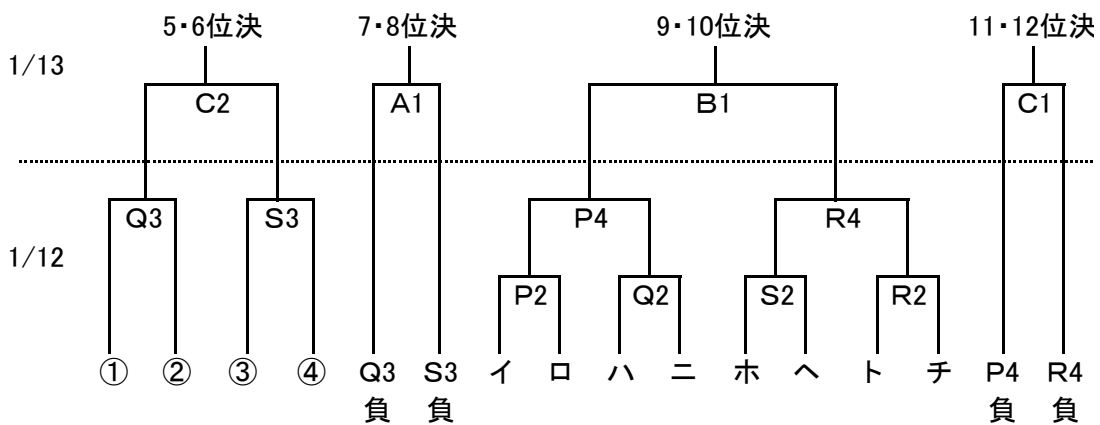 5・6位決 7・8位決 9・10位決 11・12位決
1/13
C2 A1 B1 C1
Q3 S3 P4 R4
1/12
P2 Q2 S2 R2
① ② ③ ④ Q3 S3 イ ロ ハ ニ ホ ヘ ト チ P4 R4
負 負 負 負